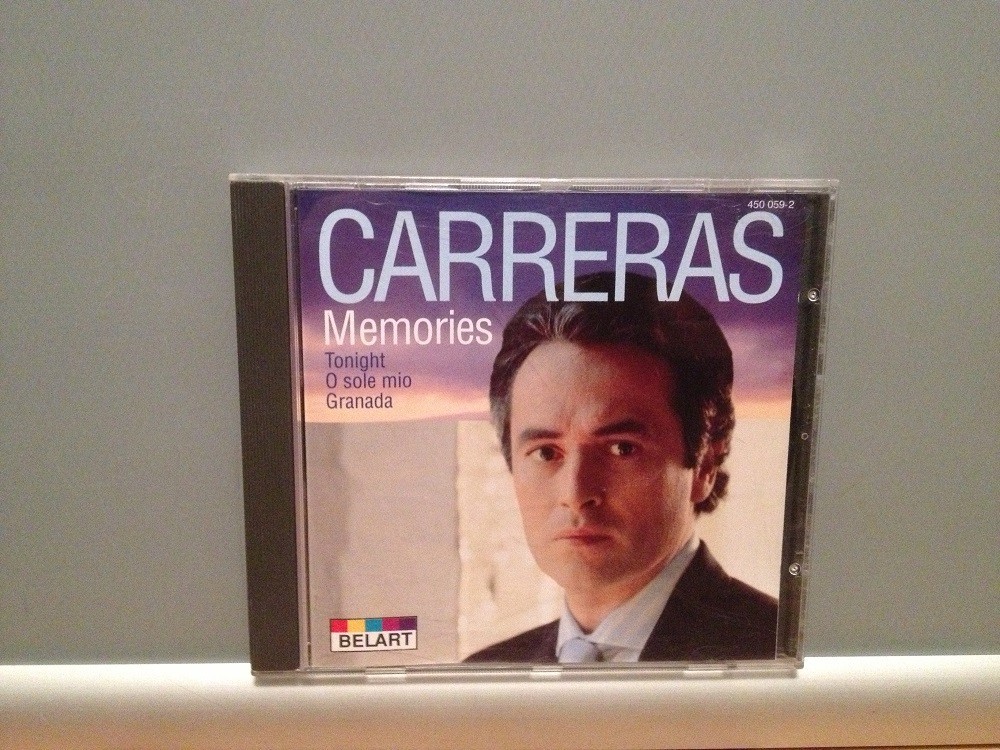 450 059-2
CARRERAS
Memories
Tonight
O sole mio
Granada
BELART